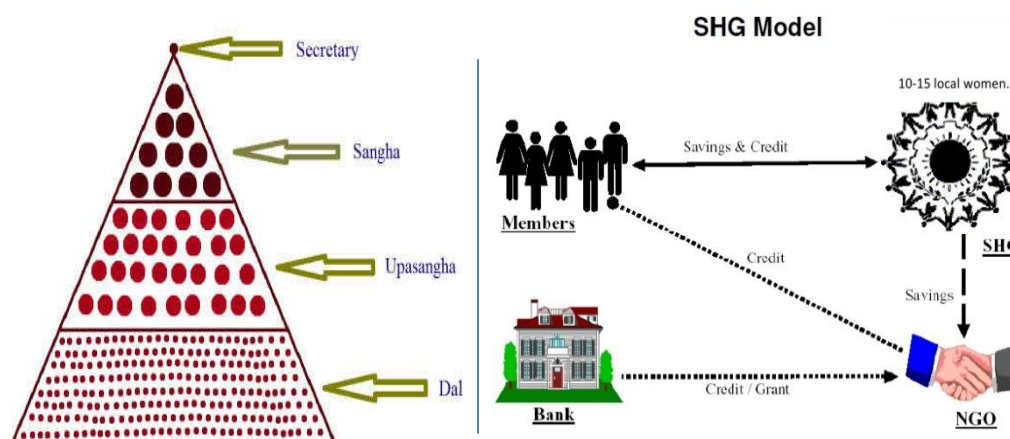 Secretary
Sangha
Upasangha
Dal
SHG Model
10-15 local women.
Savings & Credit
Members
SHG
Credit
Savings
Credit / Grant
Bank
NGO